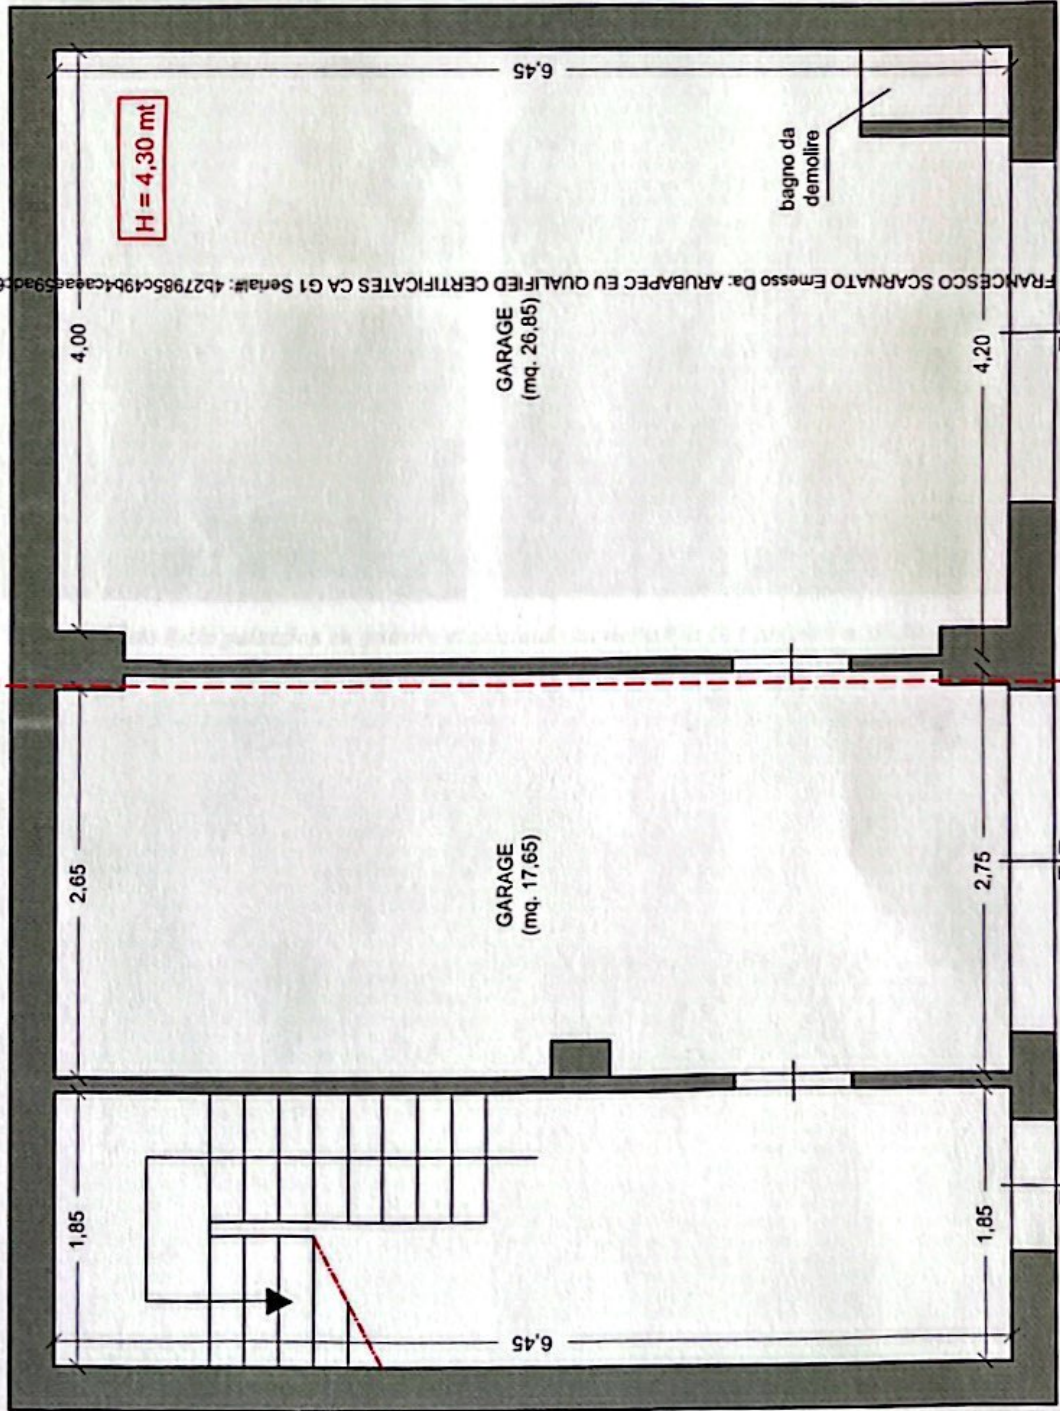 6,45
H = 4,30 mt
4,00
bagno da
demolire
FRANCESCO SCARNATO Emesso Da: ARUBAPEC EU QUALIFIED CERTIFICATES CA G1 Serial#:
GARAGE
(mq. 26,85)
4,20
2,65
GARAGE
(mq. 17,65)
2,75
1,85
1,85
6,45